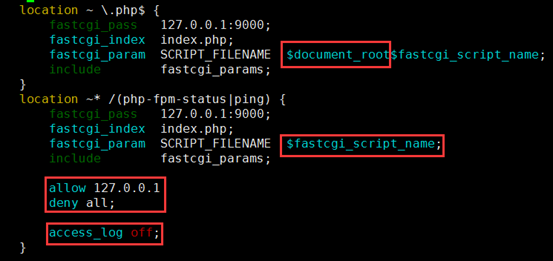 location ~ \.php$ {
fastcgi_pass 127.0.0.1:9000;
fastcgi_index index.php;
fastcgi_param SCRIPT_FILENAME $document_root$fastcgi_script_name;
include fastcgi_params;
}
location ~* /(php-fpm-status|ping) {
fastcgi_pass 127.0.0.1:9000;
fastcgi_index index.php;
fastcgi_param SCRIPT_FILENAME $fastcgi_script_name;
include fastcgi_params;
allow 127.0.0.1
deny all;
access_log off;
}